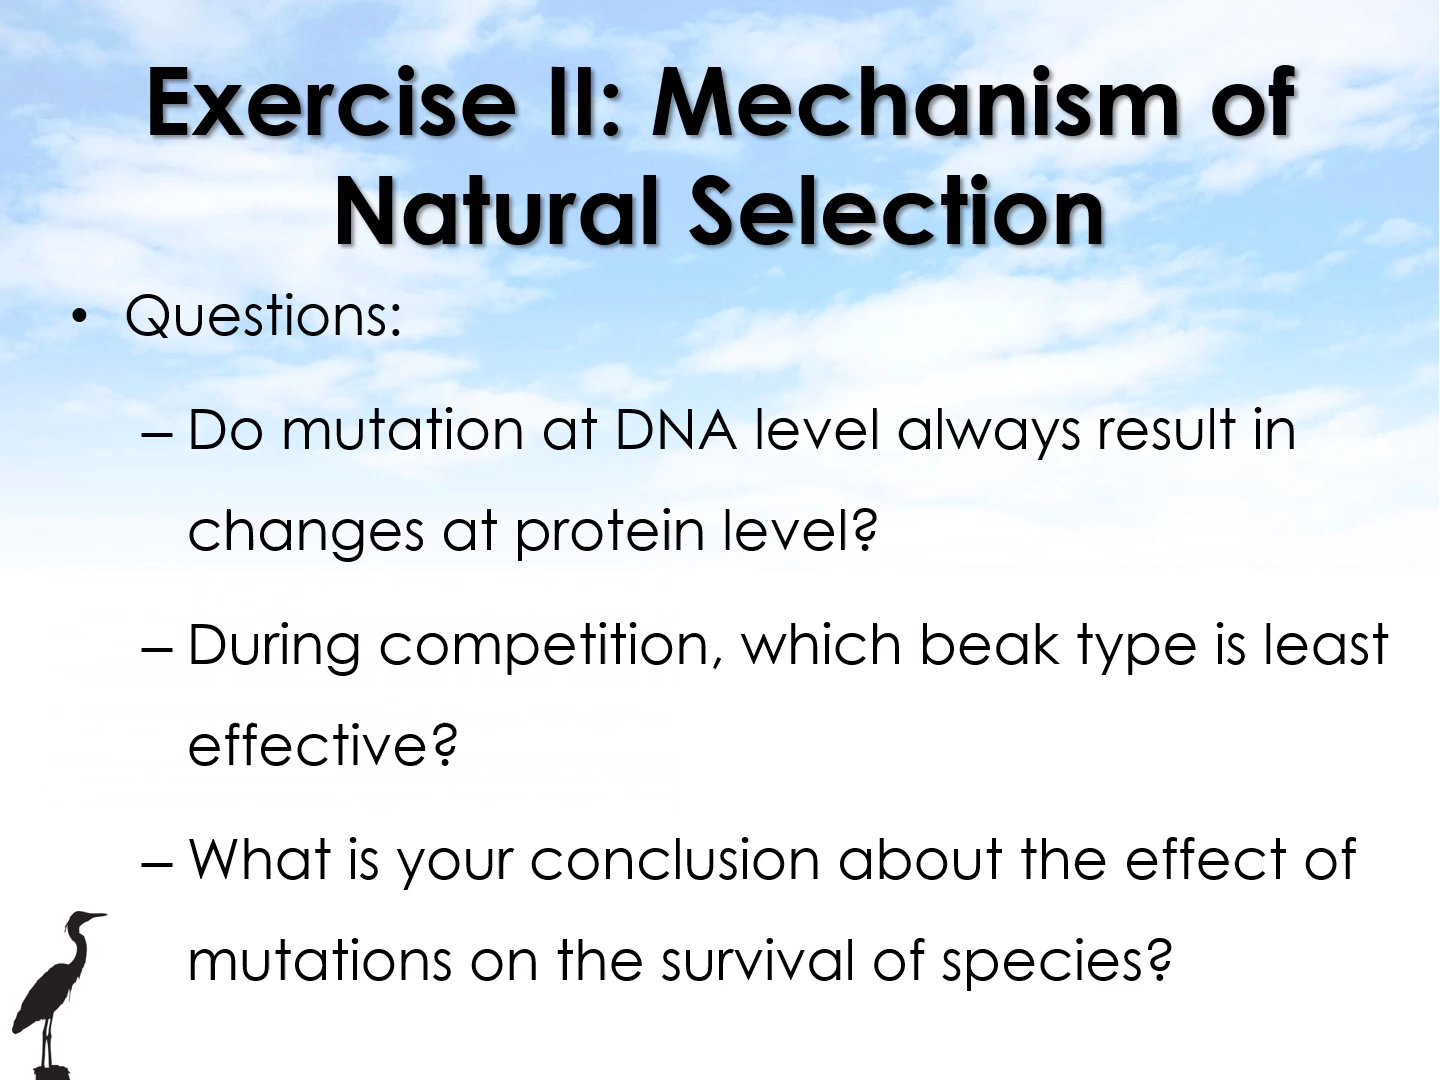 Exercise II: Mechanism of
Natural Selection
• Questions:
– Do mutation at DNA level always result in
changes at protein level?
– During competition, which beak type is least
effective?
– What is your conclusion about the effect of
mutations on the survival of species?